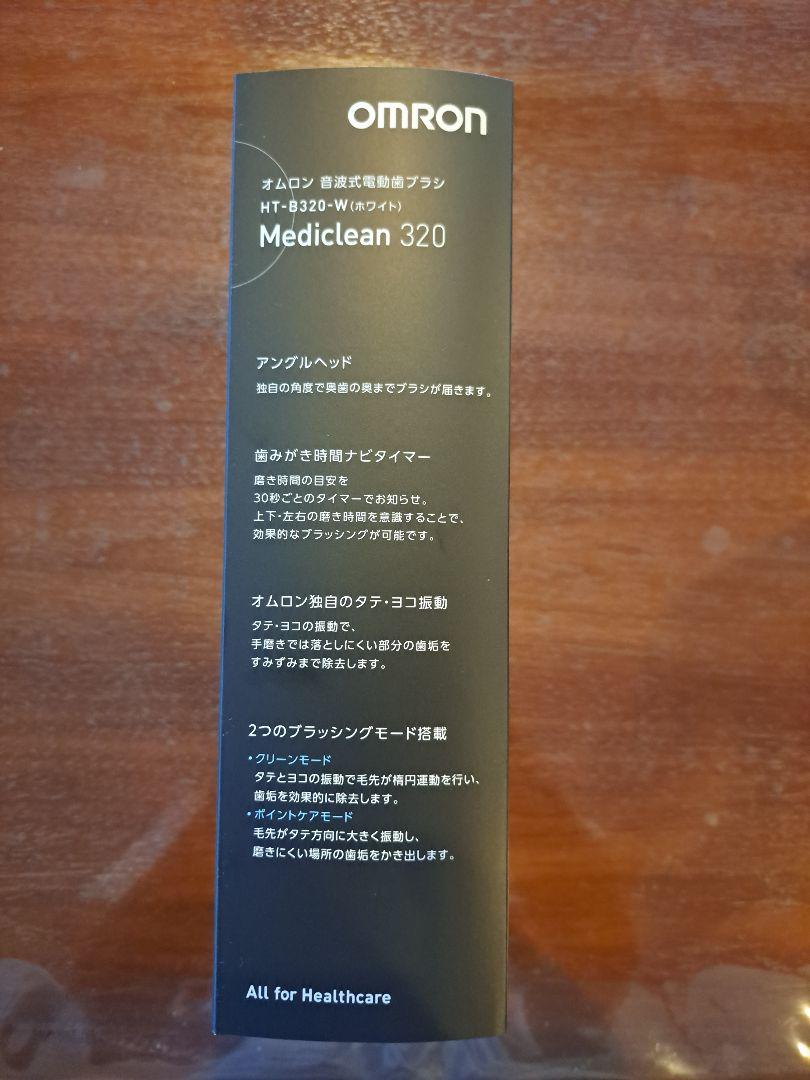 OMRON
オムロン 音波式電動歯ブラシ
HT-B320-W(ホワイト)
Mediclean 320
アングルヘッド
独自の角度で奥歯の奥までブラシが届きます。
歯みがき時間ナビタイマー
磨き時間の目安を
30秒ごとのタイマーでお知らせ。
上下・左右の磨き時間を意識することで、
効果的なブラッシングが可能です。
オムロン独自のタテ・ヨコ振動
タテ・ヨコの振動で、
手磨きでは落としにくい部分の歯垢を
すみずみまで除去します。
2つのブラッシングモード搭載
・クリーンモード
タテとヨコの振動で毛先が楕円運動を行い、
歯垢を効果的に除去します。
・ポイントケアモード
毛先がタテ方向に大きく振動し、
磨きにくい場所の歯垢をかき出します。
All for Healthcare